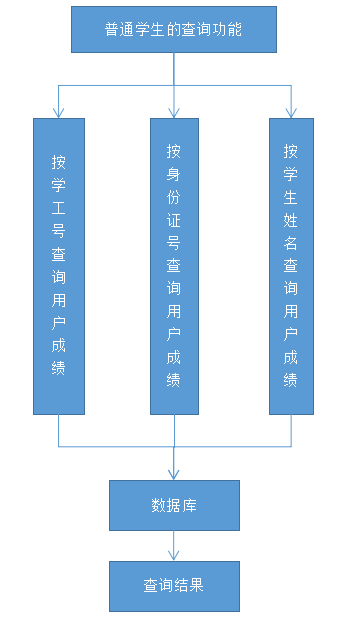 普通学生的查询功能
按学工号查询用户成绩
按身份证号查询用户成绩
按学生姓名查询用户成绩
数据库
查询结果